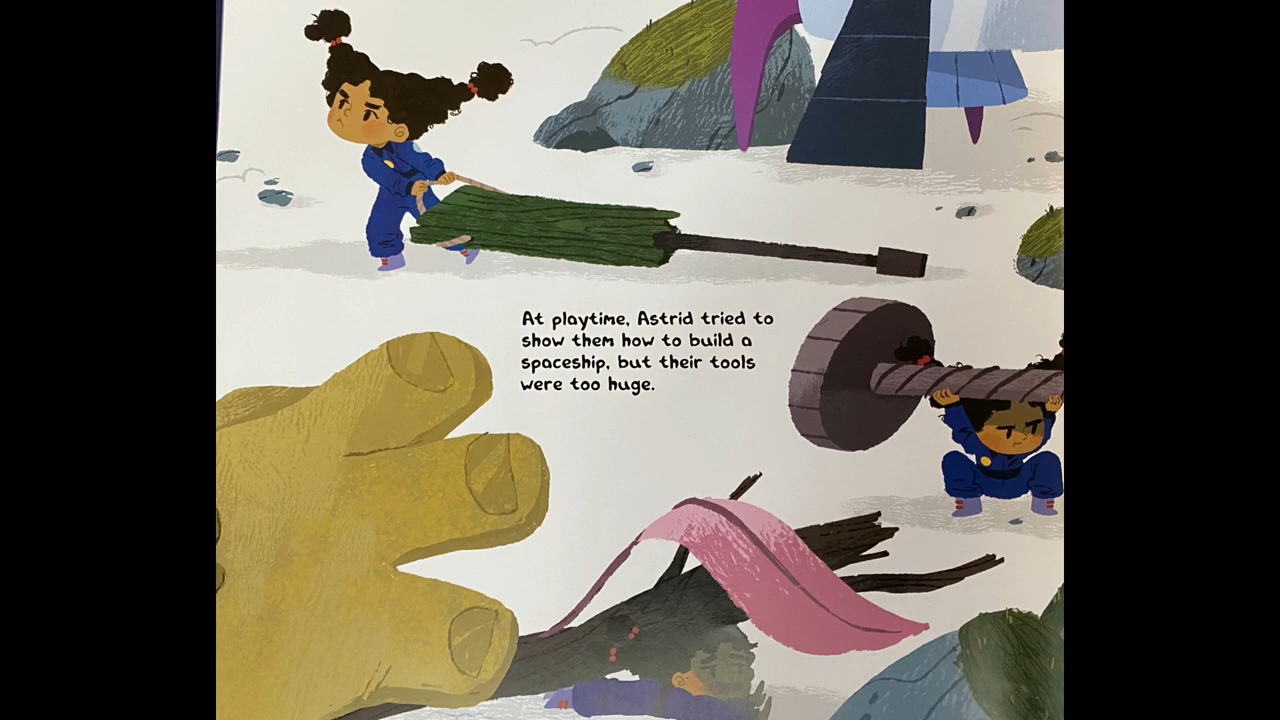 At playtime, Astrid tried to
show them how to build a
spaceship, but their tools
were too huge.